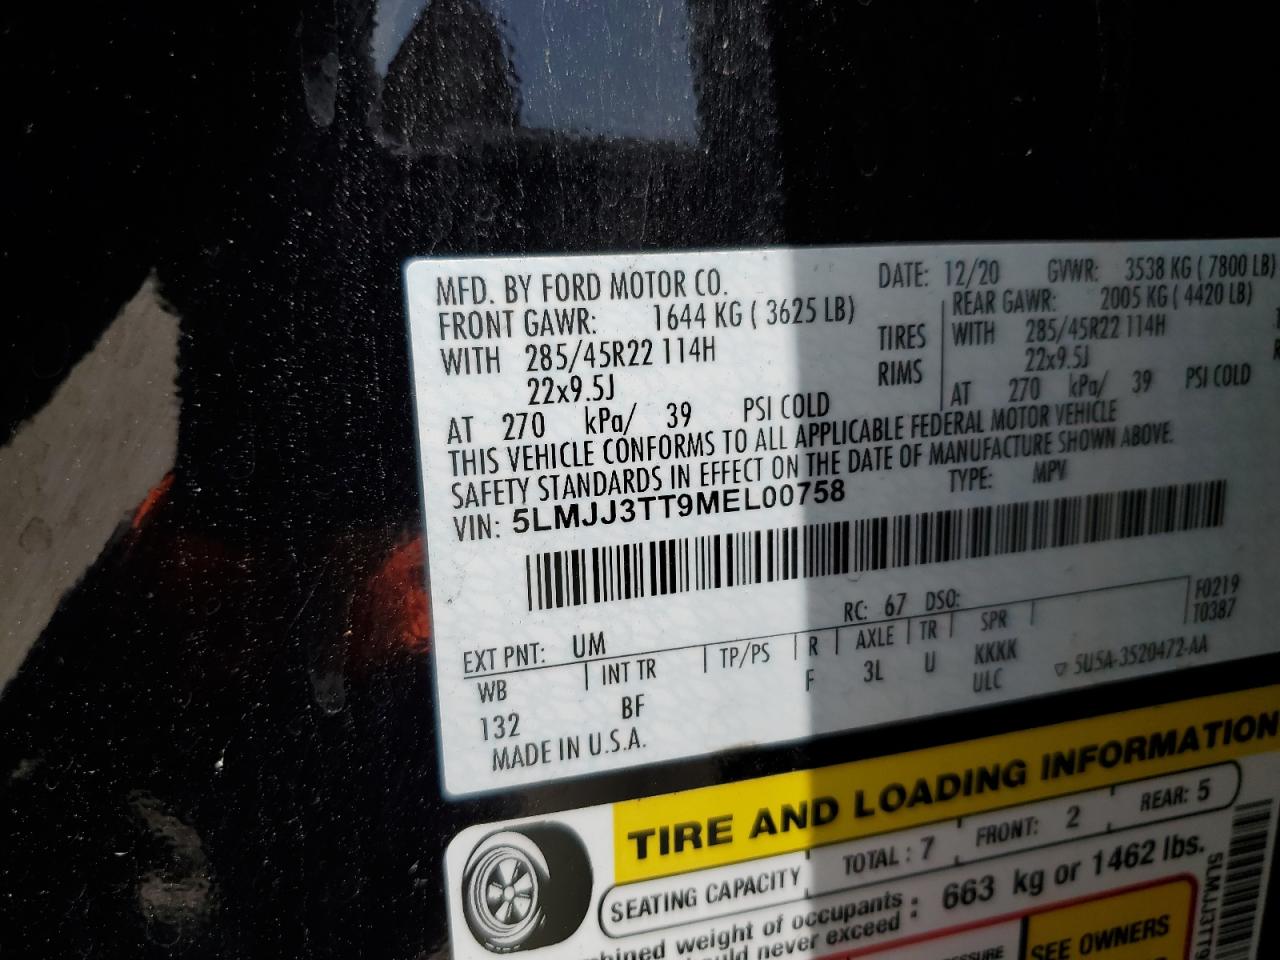 MFD. BY FORD MOTOR CO. DATE: 12/20 GVWR: 3538 KG ( 7800 LB)
FRONT GAWR: 1644 KG ( 3625 LB) REAR GAWR: 2005 KG ( 4420 LB)
WITH 285/45R22 114H TIRES WITH 285/45R22 114H
22x9.5J RIMS 22x9.5J
AT 270 kPa/ 39 PSI COLD AT 270 kPa/ 39 PSI COLD
THIS VEHICLE CONFORMS TO ALL APPLICABLE FEDERAL MOTOR VEHICLE
SAFETY STANDARDS IN EFFECT ON THE DATE OF MANUFACTURE SHOWN ABOVE.
VIN: 5LMJJ3TT9MEL00758 TYPE: MPV
F0219
EXT PNT: UM RC: 67 DSO: T0387
WB INT TR TP/PS R AXLE TR SPR
132 BF F 3L U KKKK
ULC ▽ 5U5A-3520472-AA
MADE IN U.S.A.
TIRE AND LOADING INFORMATION
SEATING CAPACITY TOTAL : 7 FRONT: 2 REAR: 5
weight of occupants :
never exceed : 663 kg or 1462 lbs.
SEE OWNERS
5LMJJ3TT9